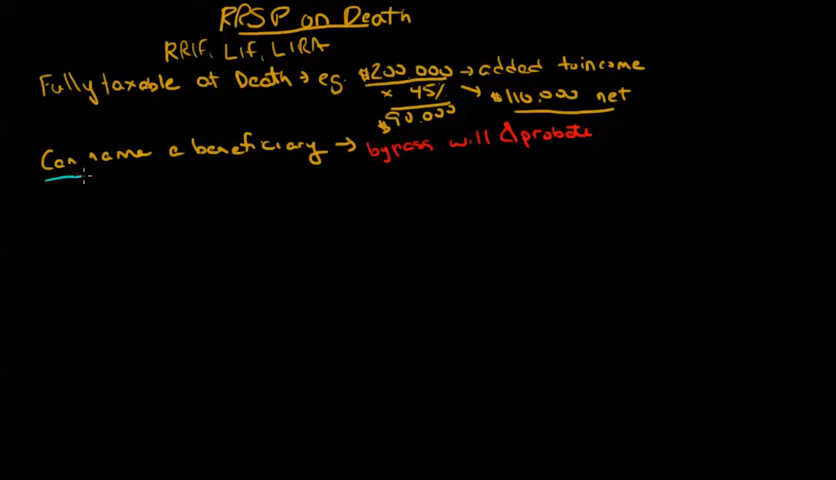 RRSP on Death
RRIF, LIF, LIRA
Fully taxable at Death → eg. $200.000 → added to income
x 45% → $110.000 net
$90.000
Can name a beneficiary → bypass will & probate